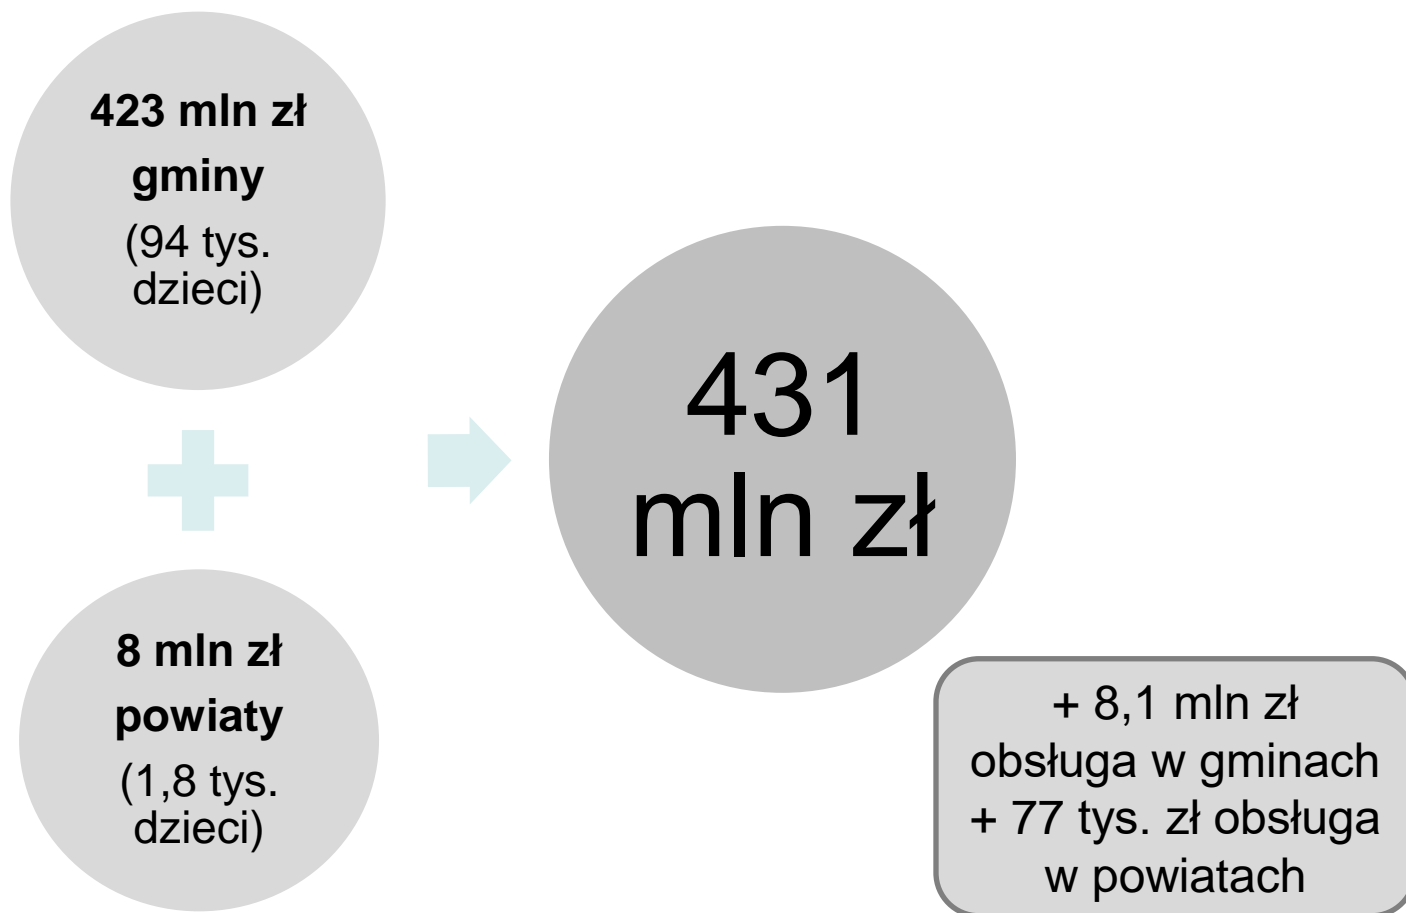 423 mln zł
gminy
(94 tys.
dzieci)
8 mln zł
powiaty
(1,8 tys.
dzieci)
431
mln zł
+ 8,1 mln zł
obsługa w gminach
+ 77 tys. zł obsługa
w powiatach